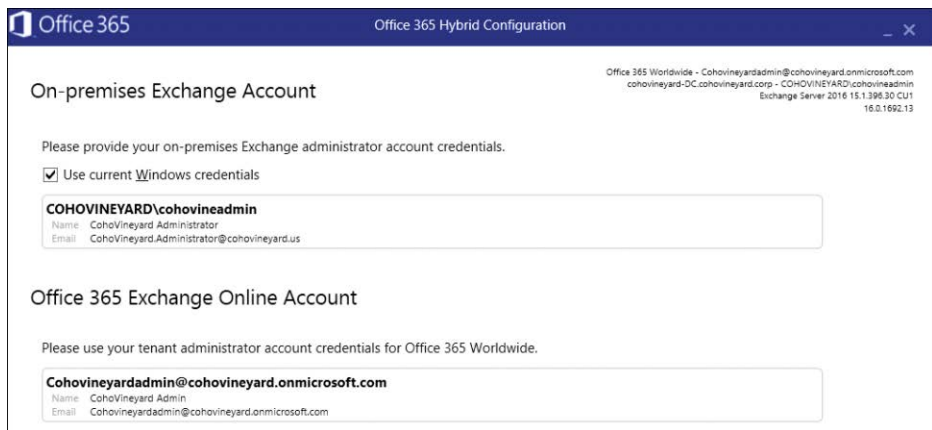 Office 365
Office 365 Hybrid Configuration
Office 365 Worldwide - Cohovineyardadmin@cohovineyard.onmicrosoft.com
cohovineyard-DC.cohovineyard.corp - COHOVINEYARD\cohovineadmin
Exchange Server 2016 15.1.396.30 CU1
16.0.1692.13
On-premises Exchange Account
Please provide your on-premises Exchange administrator account credentials.
Use current Windows credentials
COHOVINEYARD\cohovineadmin
Name CohoVineyard Administrator
Email CohoVineyard.Administrator@cohovineyard.us
Office 365 Exchange Online Account
Please use your tenant administrator account credentials for Office 365 Worldwide.
Cohovineyardadmin@cohovineyard.onmicrosoft.com
Name CohoVineyard Admin
Email Cohovineyardadmin@cohovineyard.onmicrosoft.com